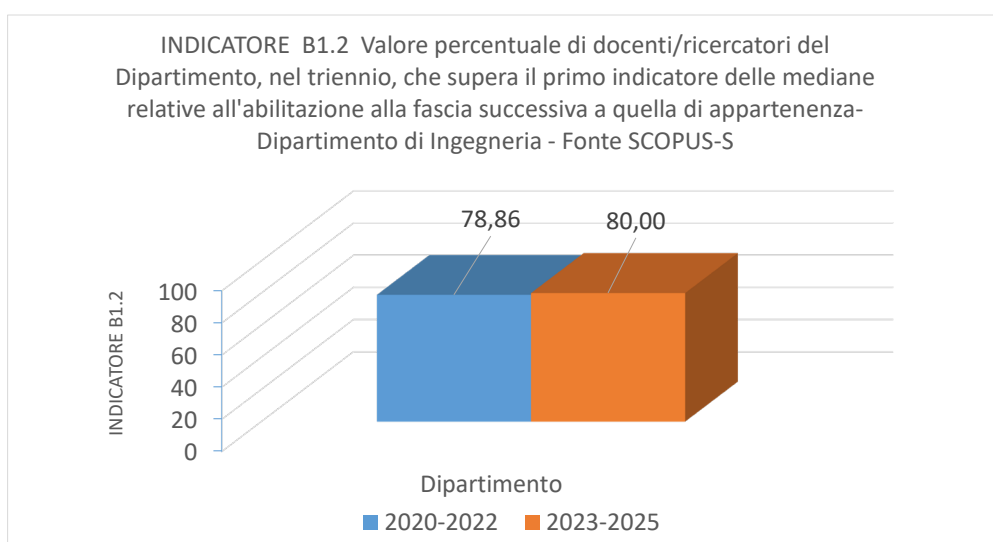 INDICATORE  B1.2  Valore percentuale di docenti/ricercatori del
Dipartimento, nel triennio, che supera il primo indicatore delle mediane
relative all'abilitazione alla fascia successiva a quella di appartenenza-
Dipartimento di Ingegneria - Fonte SCOPUS-S
78,86
80,00
INDICATORE B1.2
100
80
60
40
20
0
Dipartimento
2020-2022
2023-2025